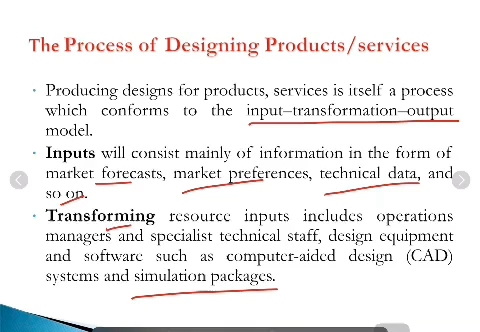 The Process of Designing Products/services
• Producing designs for products, services is itself a process
which conforms to the input–transformation–output
model.
• Inputs will consist mainly of information in the form of
market forecasts, market preferences, technical data, and
so on.
• Transforming resource inputs includes operations
managers and specialist technical staff, design equipment
and software such as computer-aided design (CAD)
systems and simulation packages.